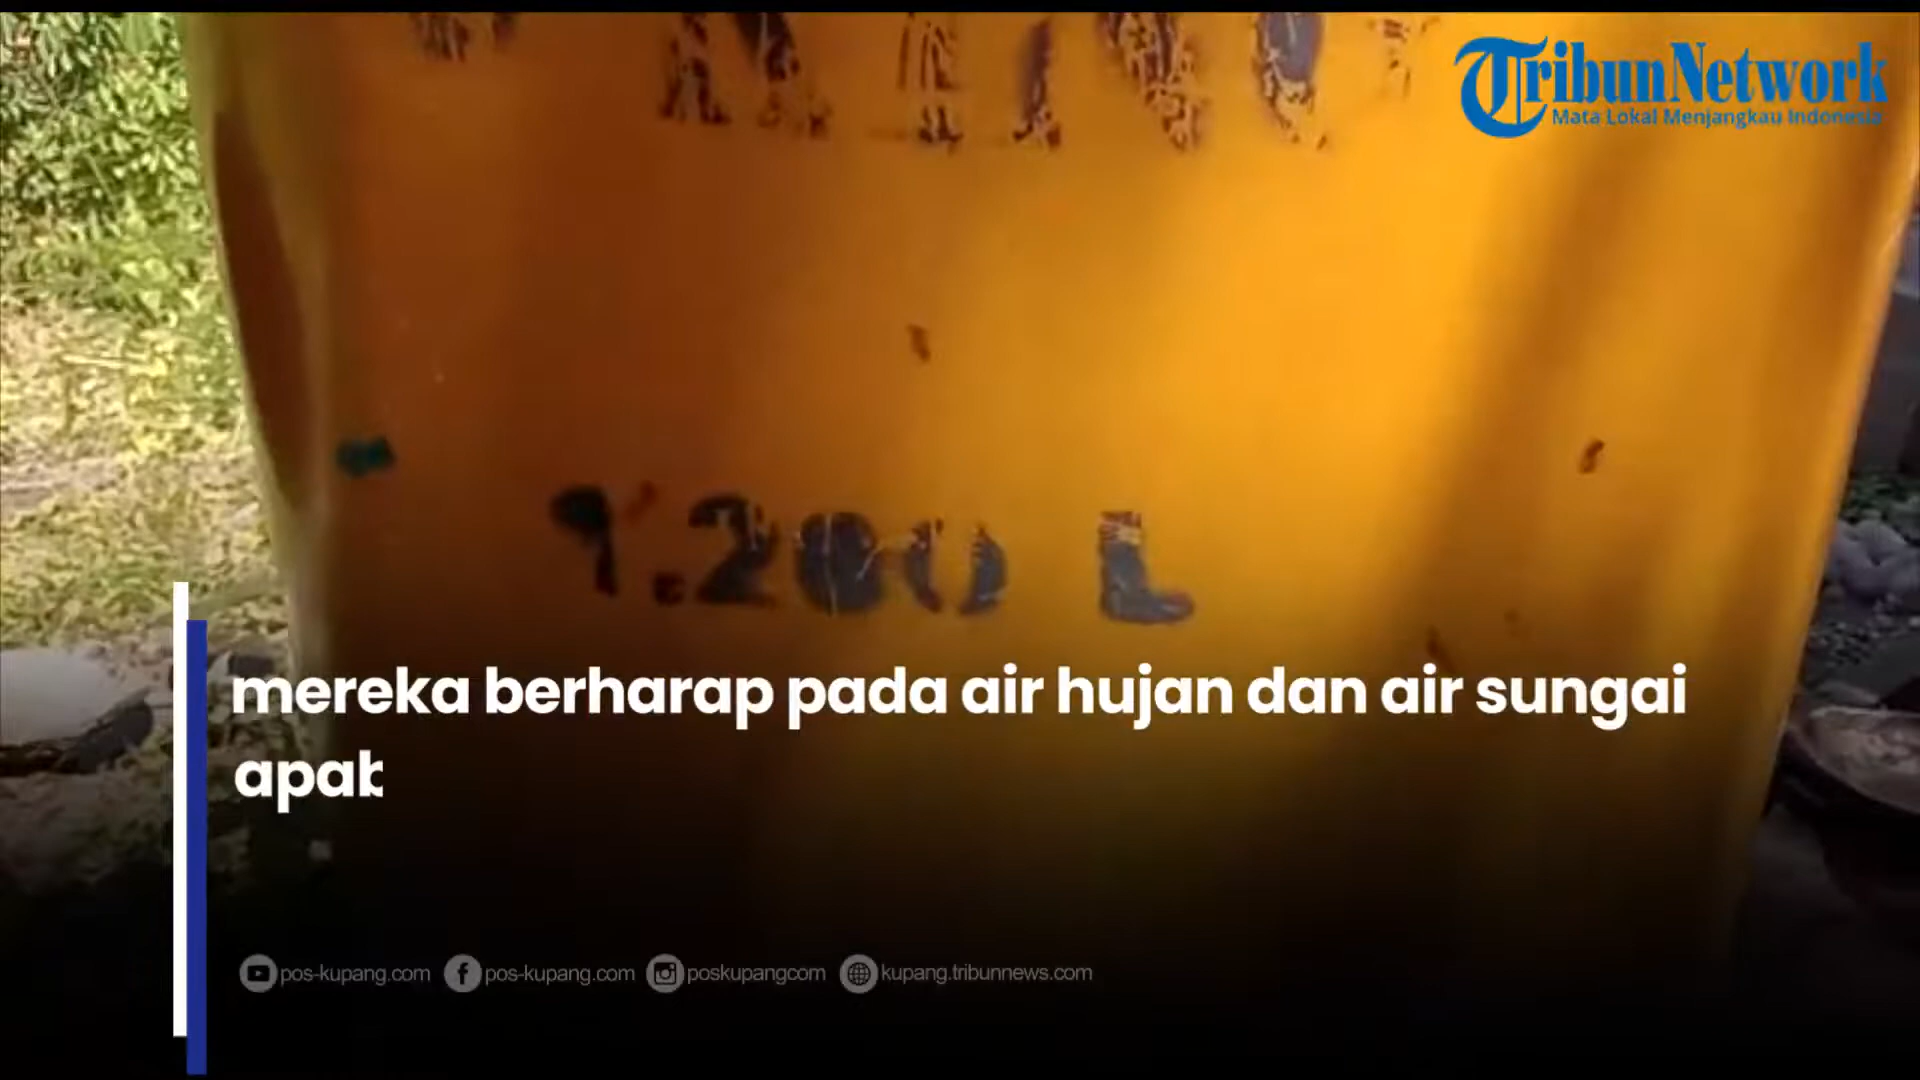 TribunNetwork
Mata Lokal Menjangkau Indonesia
1.200 L
mereka berharap pada air hujan dan air sungai
apab
pos-kupang.com pos-kupang.com poskupangcom kupang.tribunnews.com